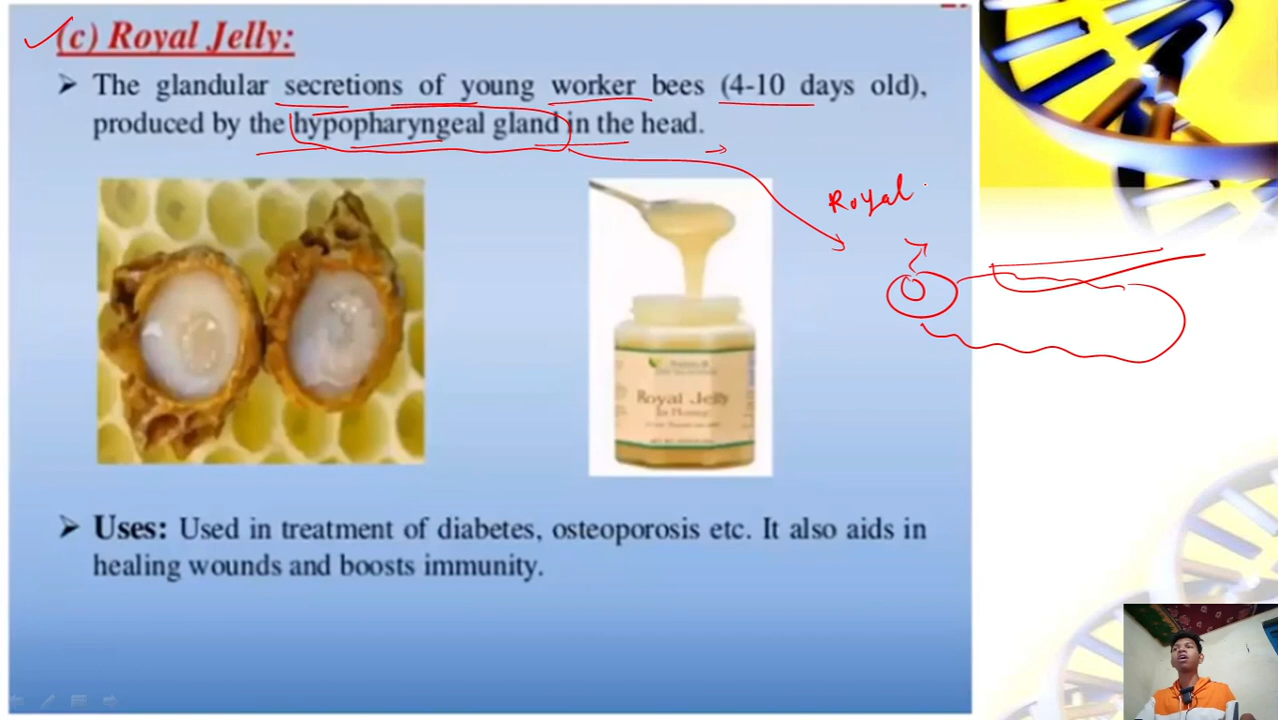 (c) Royal Jelly:
➢ The glandular secretions of young worker bees (4-10 days old),
produced by the hypopharyngeal gland in the head.
Royal
Royal Jelly
In Honey
➢ Uses: Used in treatment of diabetes, osteoporosis etc. It also aids in
healing wounds and boosts immunity.